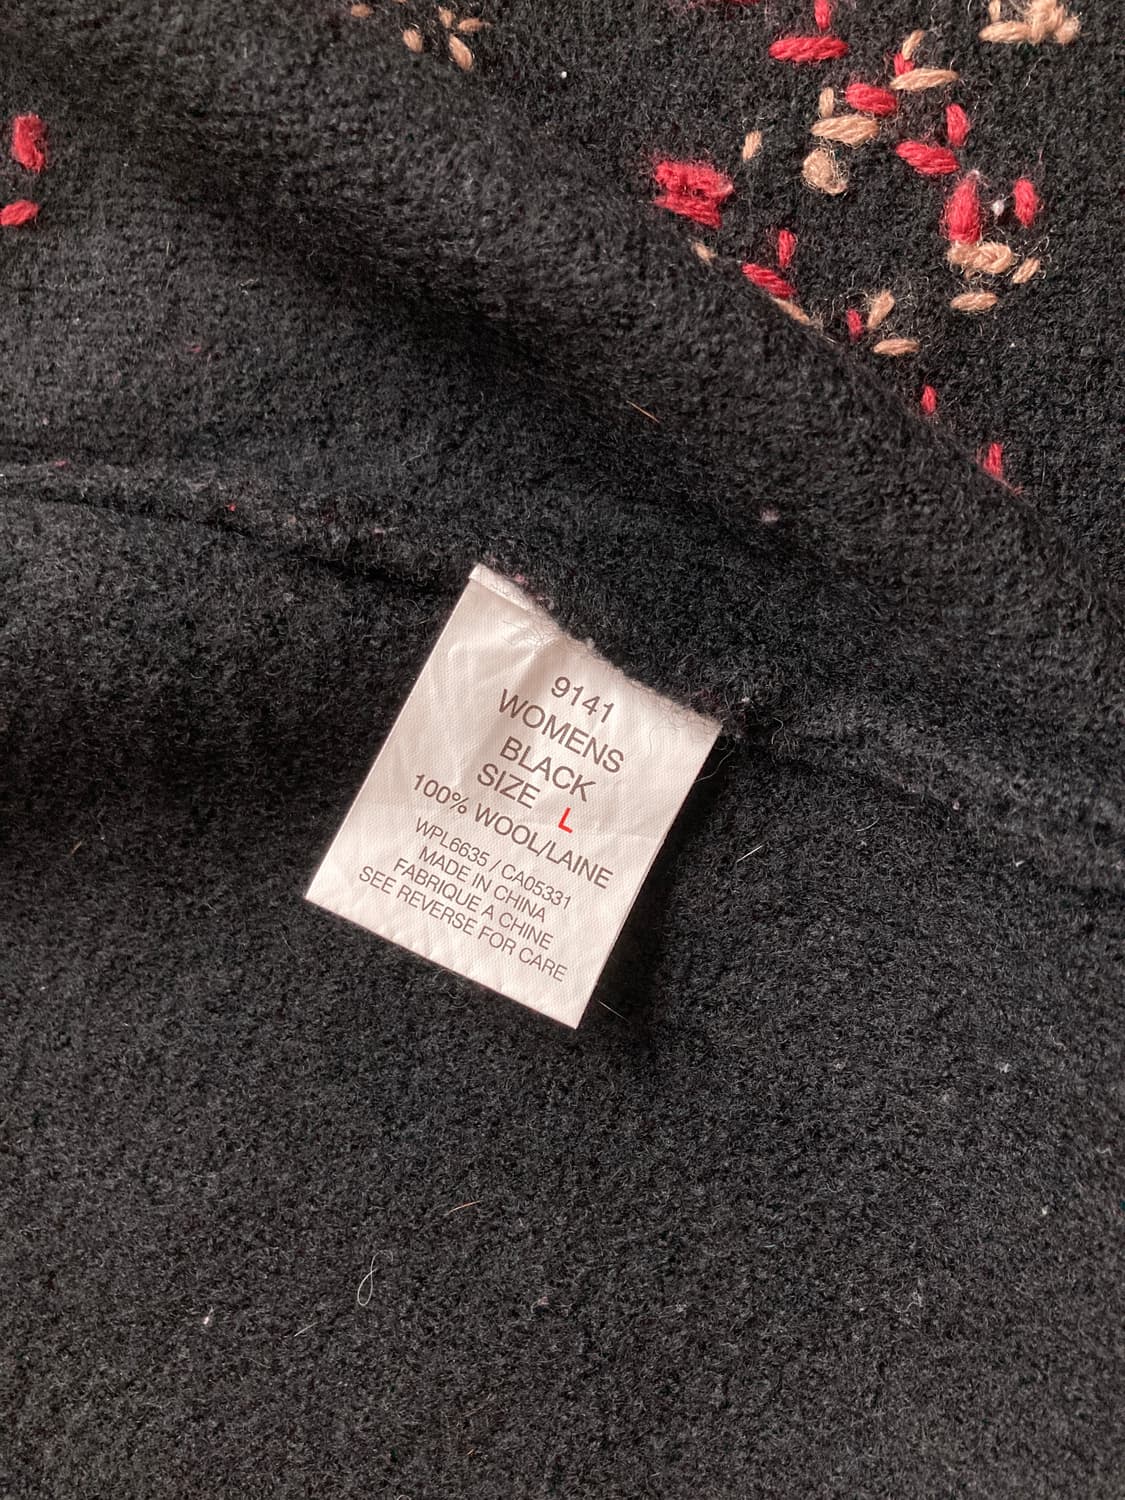 9141
WOMENS
BLACK
SIZE L
100% WOOL/LAINE
WPL6635 / CA05331
MADE IN CHINA
FABRIQUE A CHINE
SEE REVERSE FOR CARE